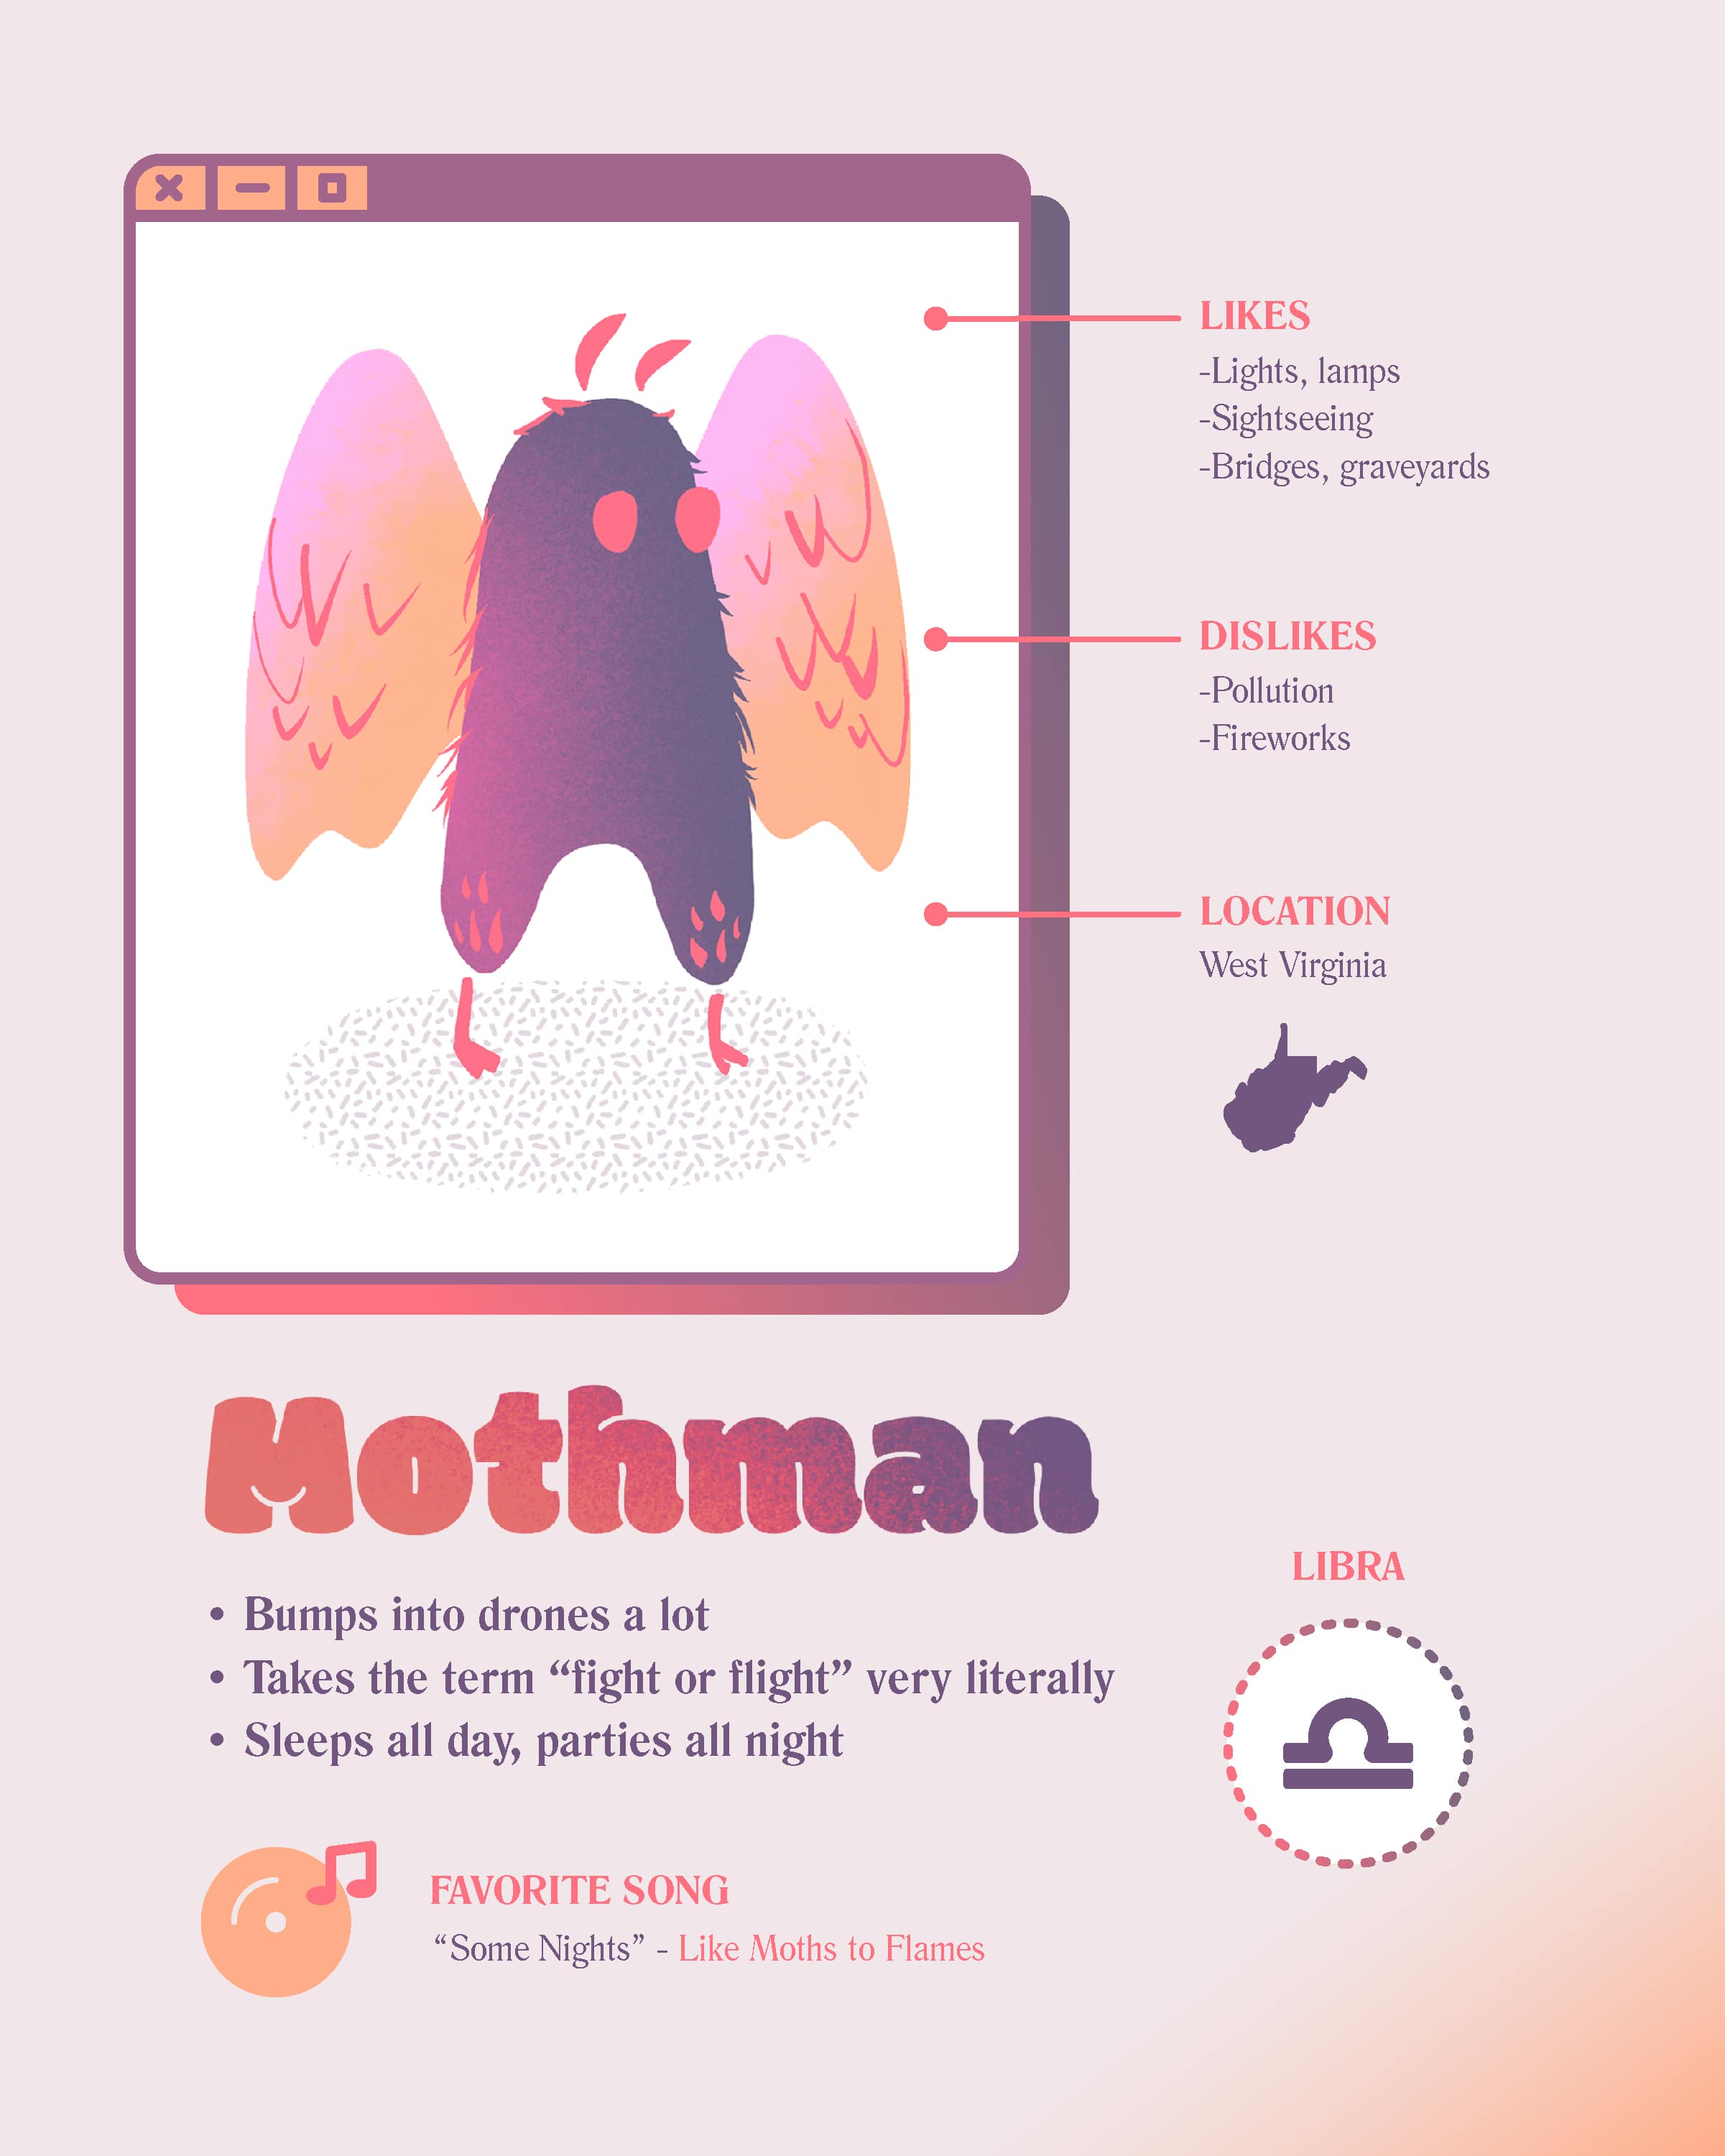 LIKES
-Lights, lamps
-Sightseeing
-Bridges, graveyards
DISLIKES
-Pollution
-Fireworks
LOCATION
West Virginia
Mothman
• Bumps into drones a lot
• Takes the term “fight or flight” very literally
• Sleeps all day, parties all night
LIBRA
FAVORITE SONG
“Some Nights” - Like Moths to Flames